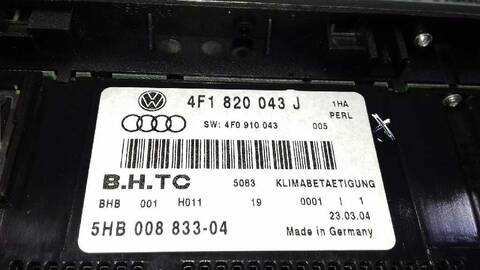 4F1 820 043 J 1HA
PERL
SW: 4F0 910 043 005
B.H.TC 5083 KLIMABETAETIGUNG
BHB 001 H011 19 0001 I 1
23.03.04
5HB 008 833-04 Made in Germany